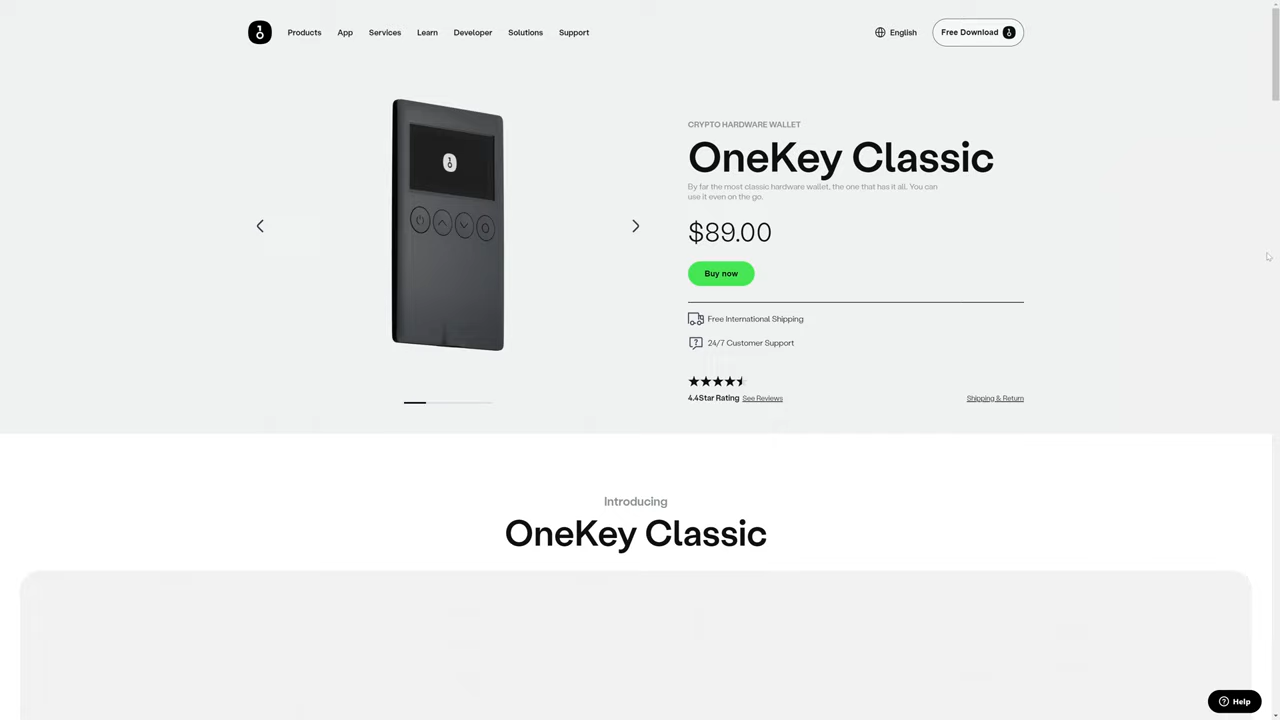 Products
App
Services
Learn
Developer
Solutions
Support
English
Free Download
CRYPTO HARDWARE WALLET
OneKey Classic
By far the most classic hardware wallet, the one that has it all. You can
use it even on the go.
$89.00
Buy now
Free International Shipping
24/7 Customer Support
4.4Star Rating See Reviews
Shipping & Return
Introducing
OneKey Classic
Help